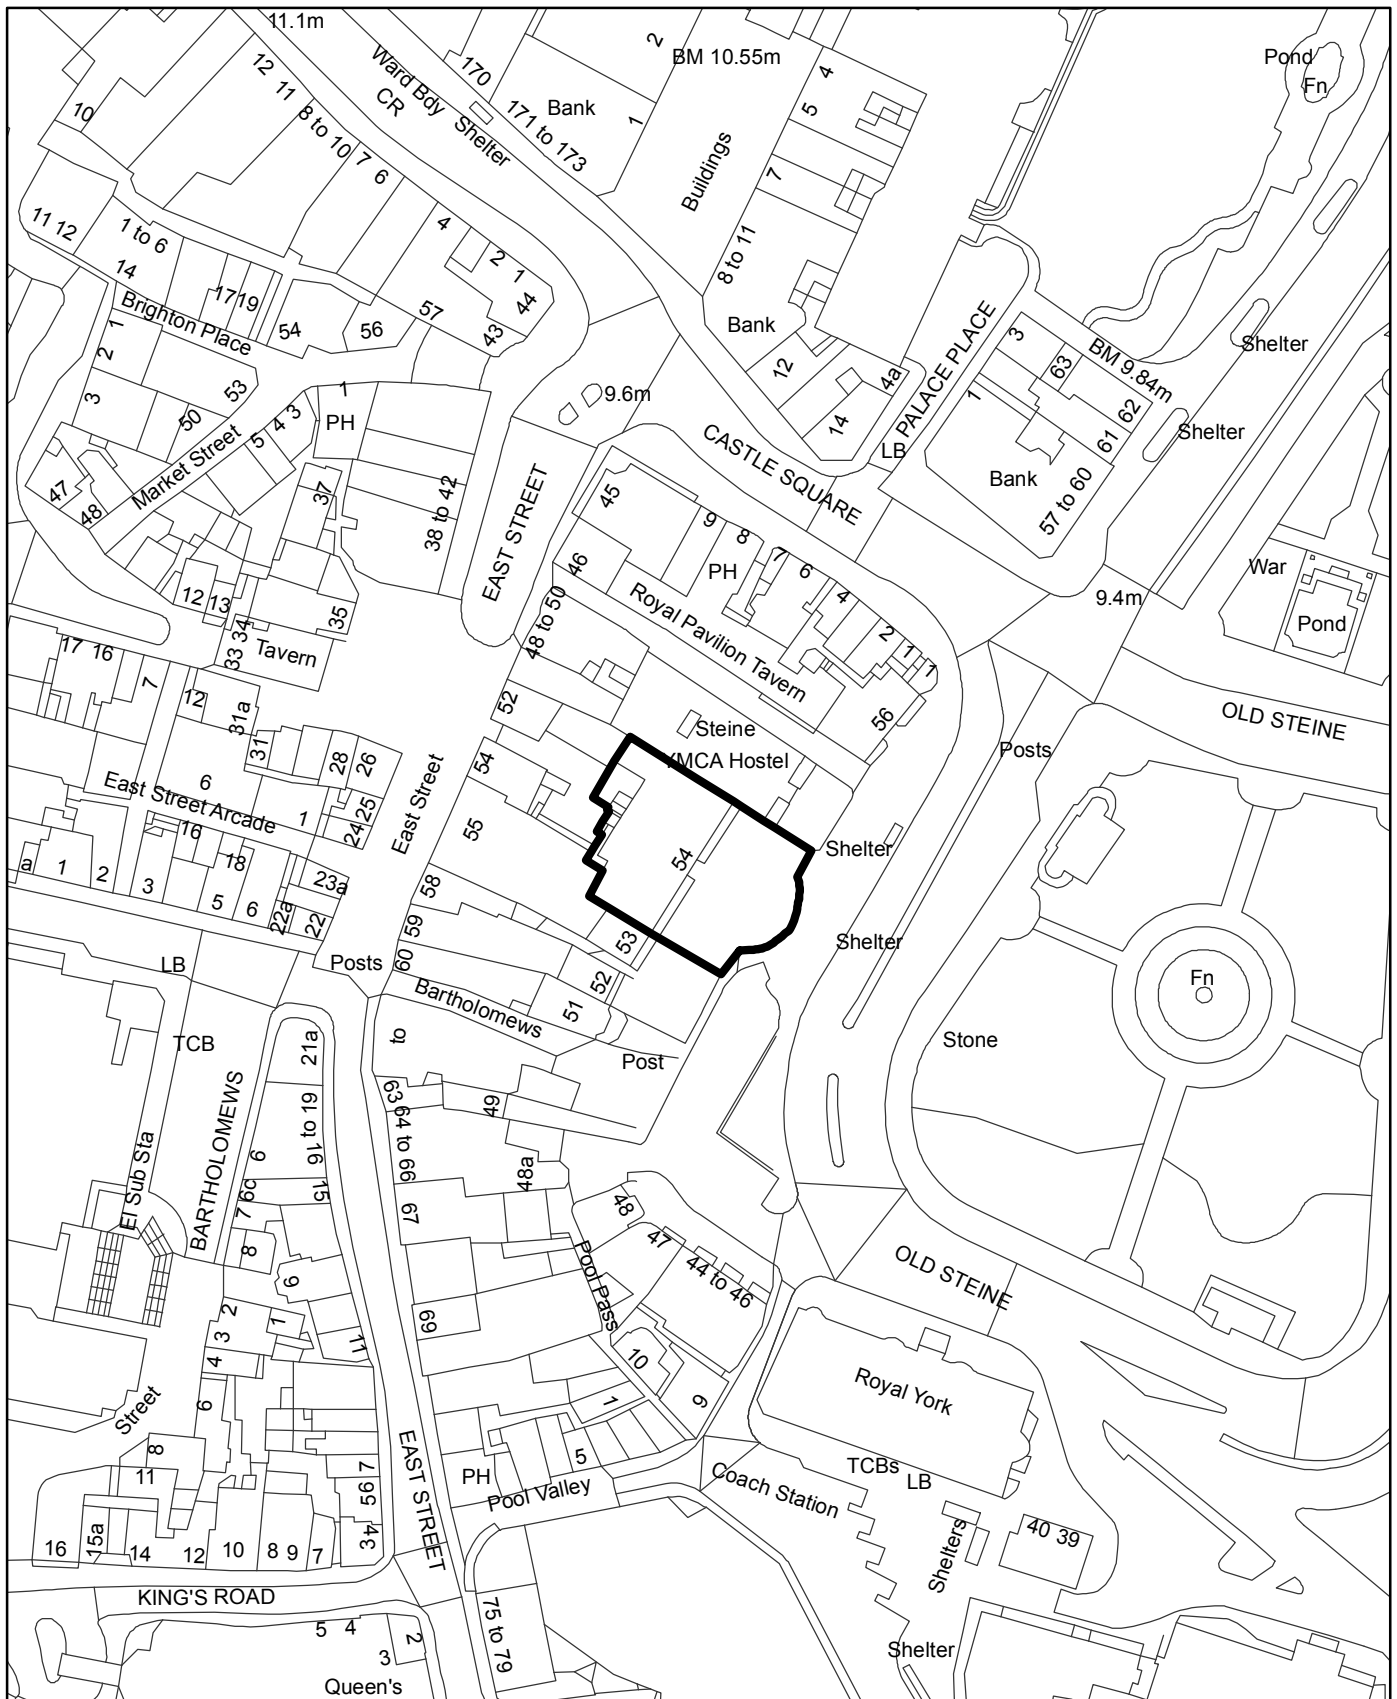 11.1m
170
2
BM 10.55m
4
Pond
Fn
12
11
8 to 10
7
6
Ward Bdy
CR
Shelter
171 to 173
Bank
1
5
10
Buildings
7
11 12
1 to 6
14
4
2
1
44
8 to 11
17
19
Brighton Place
54
56
57
43
Bank
12
4a
PALACE PLACE
3
63
BM 9.84m
Shelter
1
2
3
53
50
1
PH
9.6m
14
1
62
61
Shelter
CASTLE SQUARE
LB
Bank
57 to 60
5
4
3
Market Street
47
48
37
38 to 42
EAST STREET
45
46
9
8
PH
7
6
4
2
1
1
War
Pond
9.4m
12
13
35
33
34
Tavern
48 to 50
Royal Pavilion Tavern
17
16
7
12
31a
31
28
26
52
Steine
YMCA Hostel
56
Posts
OLD STEINE
54
6
East Street Arcade
1
25
24
East Street
55
54
Shelter
a
1
2
3
16
18
5
6
22a
22
23a
58
59
60
53
52
51
Shelter
LB
Posts
Bartholomews
Fn
TCB
21a
to
Post
Stone
BARTHOLOMEWS
El Sub Sta
16 to 19
6
6c
15
7
8
9
63
64 to 66
49
48a
67
48
47
44 to 46
Pool Pass
OLD STEINE
2
3
4
1
11
69
10
9
1
Royal York
Street
6
8
11
7
56
34
EAST STREET
PH
5
Pool Valley
Coach Station
TCBs
LB
Shelters
40 39
16
15a
14
12
10
8
9
7
KING'S ROAD
5
4
3
2
Queen's
75 to 79
Shelter